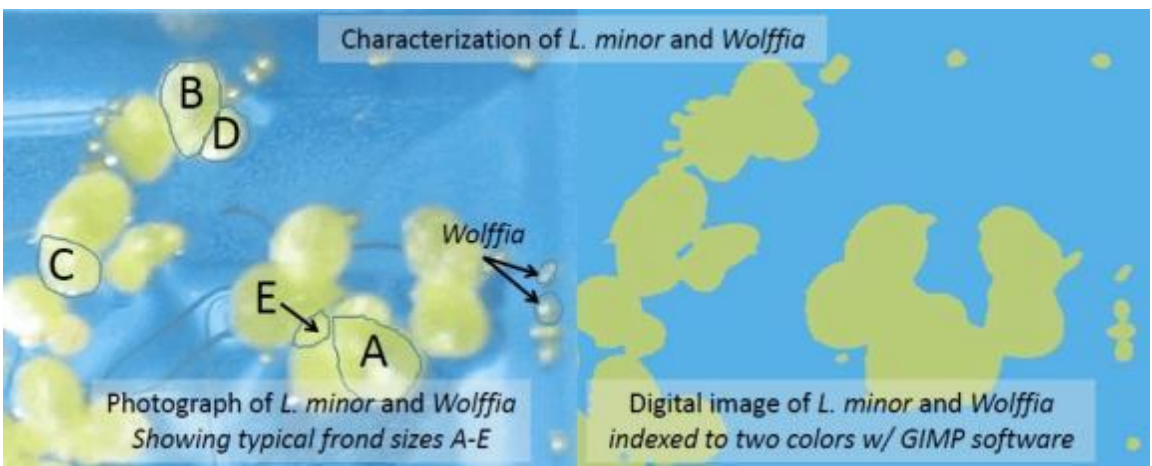 Characterization of L. minor and Wolffia
B
D
C
Wolffia
E
A
Photograph of L. minor and Wolffia
Showing typical frond sizes A-E
Digital image of L. minor and Wolffia
indexed to two colors w/ GIMP software